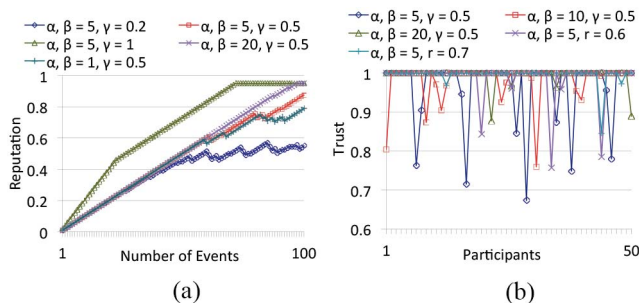 α, β = 5, γ = 0.2
α, β = 5, γ = 0.5
α, β = 5, γ = 1
α, β = 20, γ = 0.5
α, β = 1, γ = 0.5
1
0.8
0.6
0.4
0.2
0
Reputation
1
Number of Events
100
(a)
α, β = 5, γ = 0.5
α, β = 10, γ = 0.5
α, β = 20, γ = 0.5
α, β = 5, r = 0.6
α, β = 5, r = 0.7
1
0.9
0.8
0.7
0.6
Trust
1
Participants
50
(b)